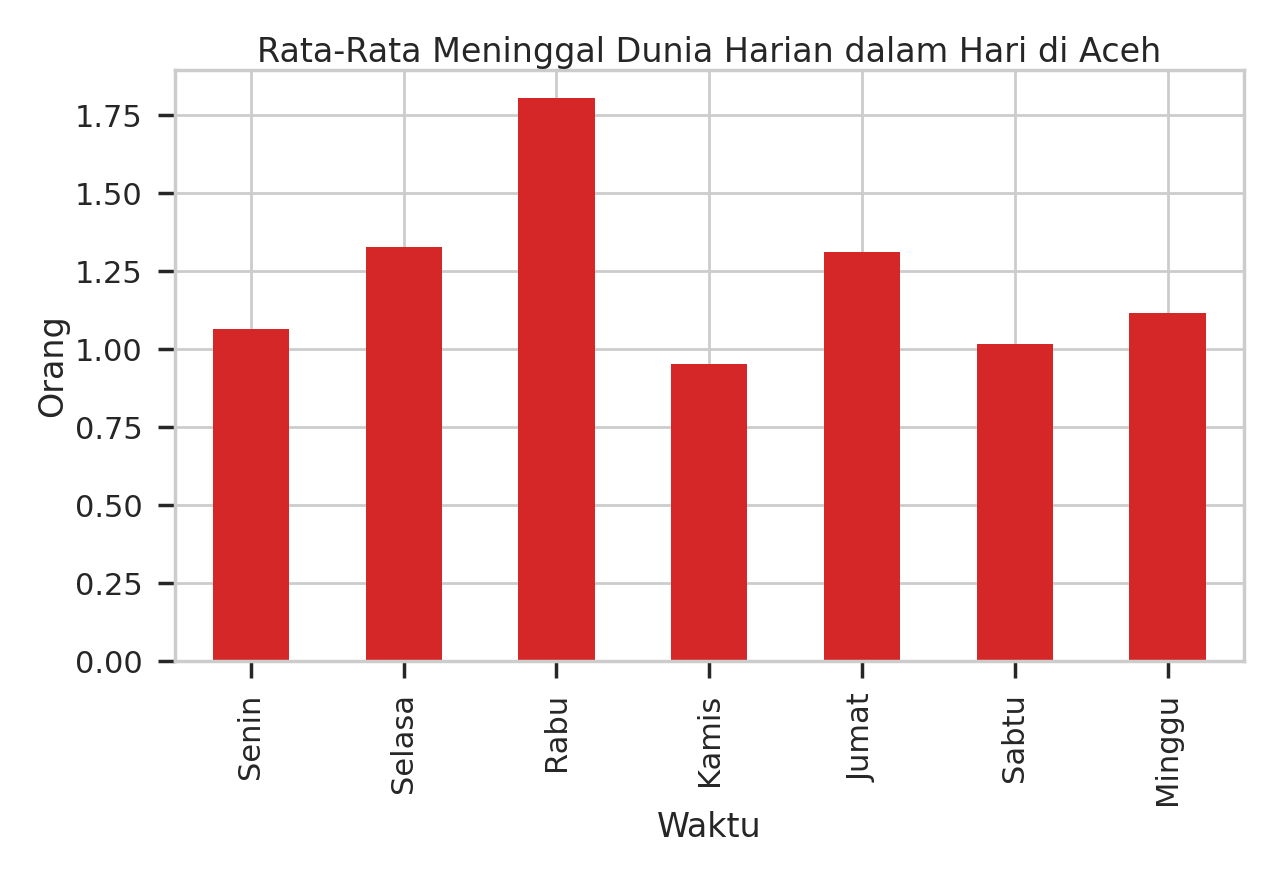 Rata-Rata Meninggal Dunia Harian dalam Hari di Aceh
1.75
1.50
1.25
1.00
0.75
0.50
0.25
0.00
Orang
Senin
Selasa
Rabu
Kamis
Jumat
Sabtu
Minggu
Waktu